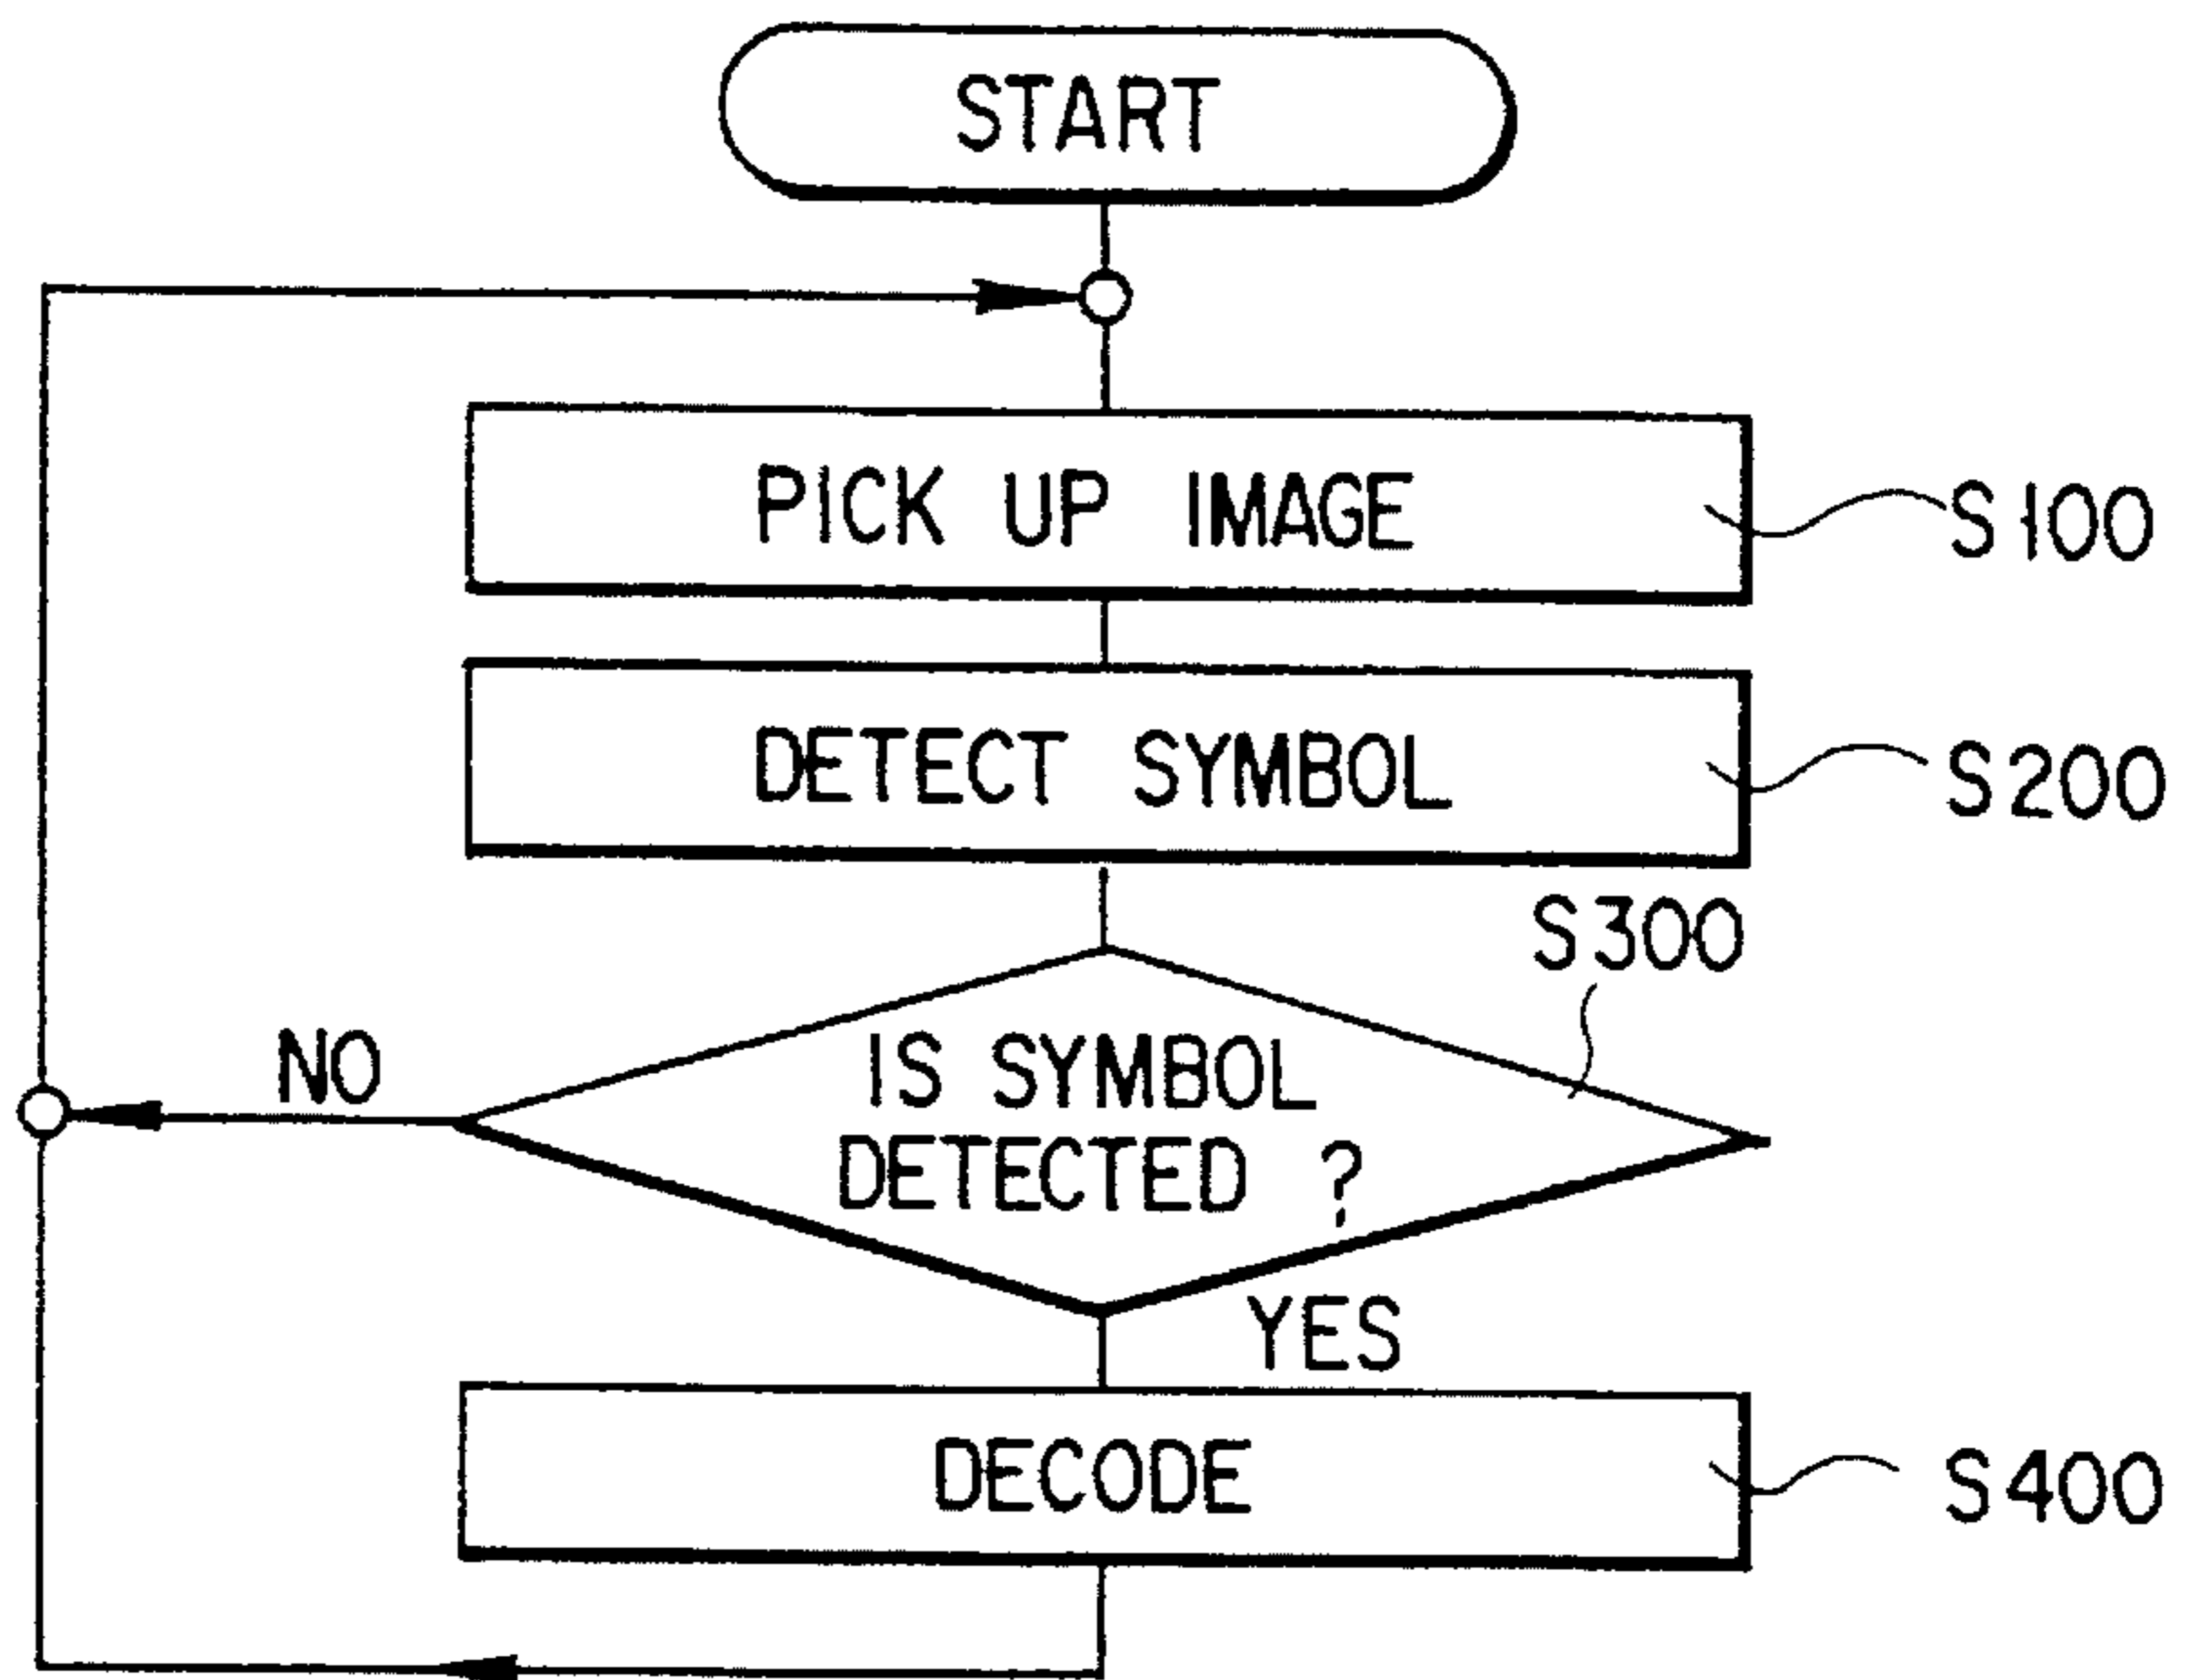 START
PICK UP IMAGE
S100
DETECT SYMBOL
S200
S300
NO
IS SYMBOL
DETECTED ?
YES
DECODE
S400